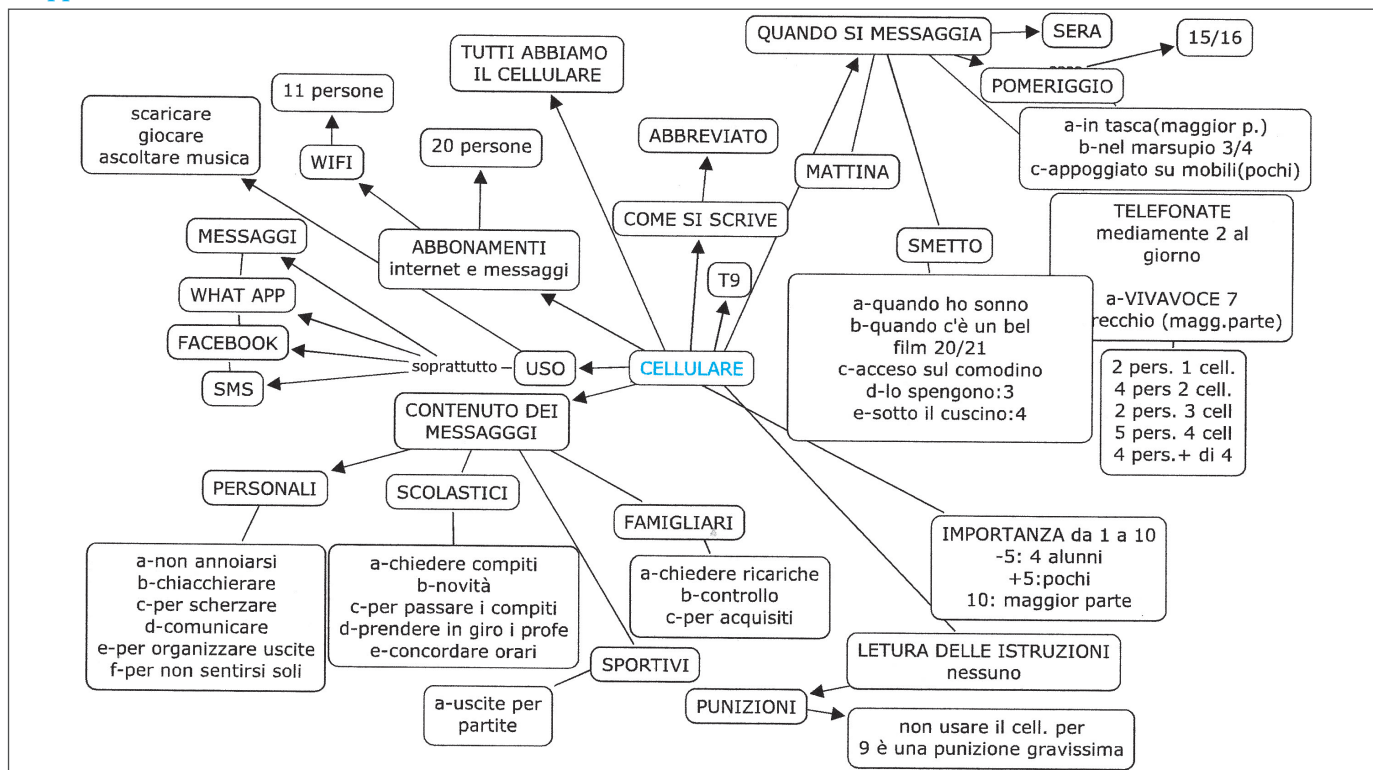 QUANDO SI MESSAGGIA
SERA
15/16
POMERIGGIO
TUTTI ABBIAMO
IL CELLULARE
11 persone
scaricare
giocare
ascoltare musica
WIFI
20 persone
ABBREVIATO
MATTINA
a-in tasca(maggior p.)
b-nel marsupio 3/4
c-appoggiato su mobili(pochi)
COME SI SCRIVE
TELEFONATE
mediamente 2 al
giorno
a-VIVAVOCE 7
recchio (magg.parte)
MESSAGGI
ABBONAMENTI
internet e messaggi
SMETTO
T9
WHAT APP
a-quando ho sonno
b-quando c'è un bel
film 20/21
c-acceso sul comodino
d-lo spengono:3
e-sotto il cuscino:4
FACEBOOK
soprattutto
USO
CELLULARE
SMS
2 pers. 1 cell.
4 pers 2 cell.
2 pers. 3 cell
5 pers. 4 cell
4 pers.+ di 4
CONTENUTO DEI
MESSAGGGI
PERSONALI
SCOLASTICI
FAMIGLIARI
IMPORTANZA da 1 a 10
-5: 4 alunni
+5:pochi
10: maggior parte
a-non annoiarsi
b-chiacchierare
c-per scherzare
d-comunicare
e-per organizzare uscite
f-per non sentirsi soli
a-chiedere compiti
b-novità
c-per passare i compiti
d-prendere in giro i profe
e-concordare orari
a-chiedere ricariche
b-controllo
c-per acquisiti
SPORTIVI
LETURA DELLE ISTRUZIONI
nessuno
a-uscite per
partite
PUNIZIONI
non usare il cell. per
9 è una punizione gravissima